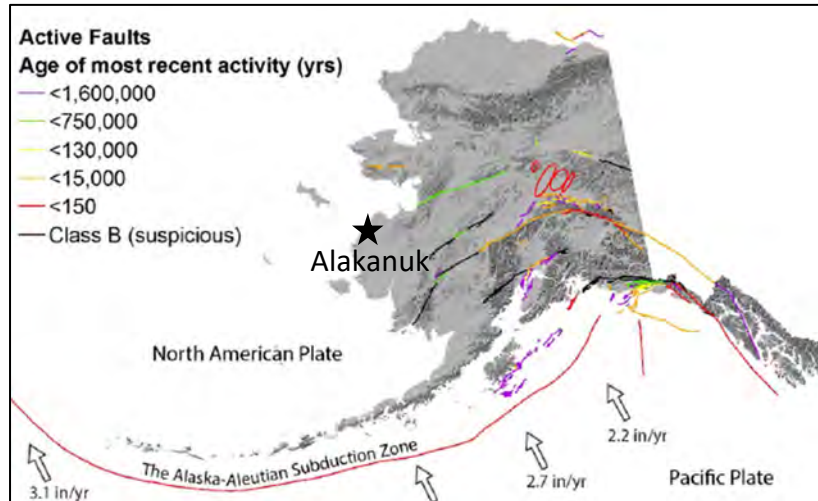 Active Faults
Age of most recent activity (yrs)
<1,600,000
<750,000
<130,000
<15,000
<150
Class B (suspicious)
Alakanuk
North American Plate
The Alaska-Aleutian Subduction Zone
2.2 in/yr
2.7 in/yr
3.1 in/yr
Pacific Plate